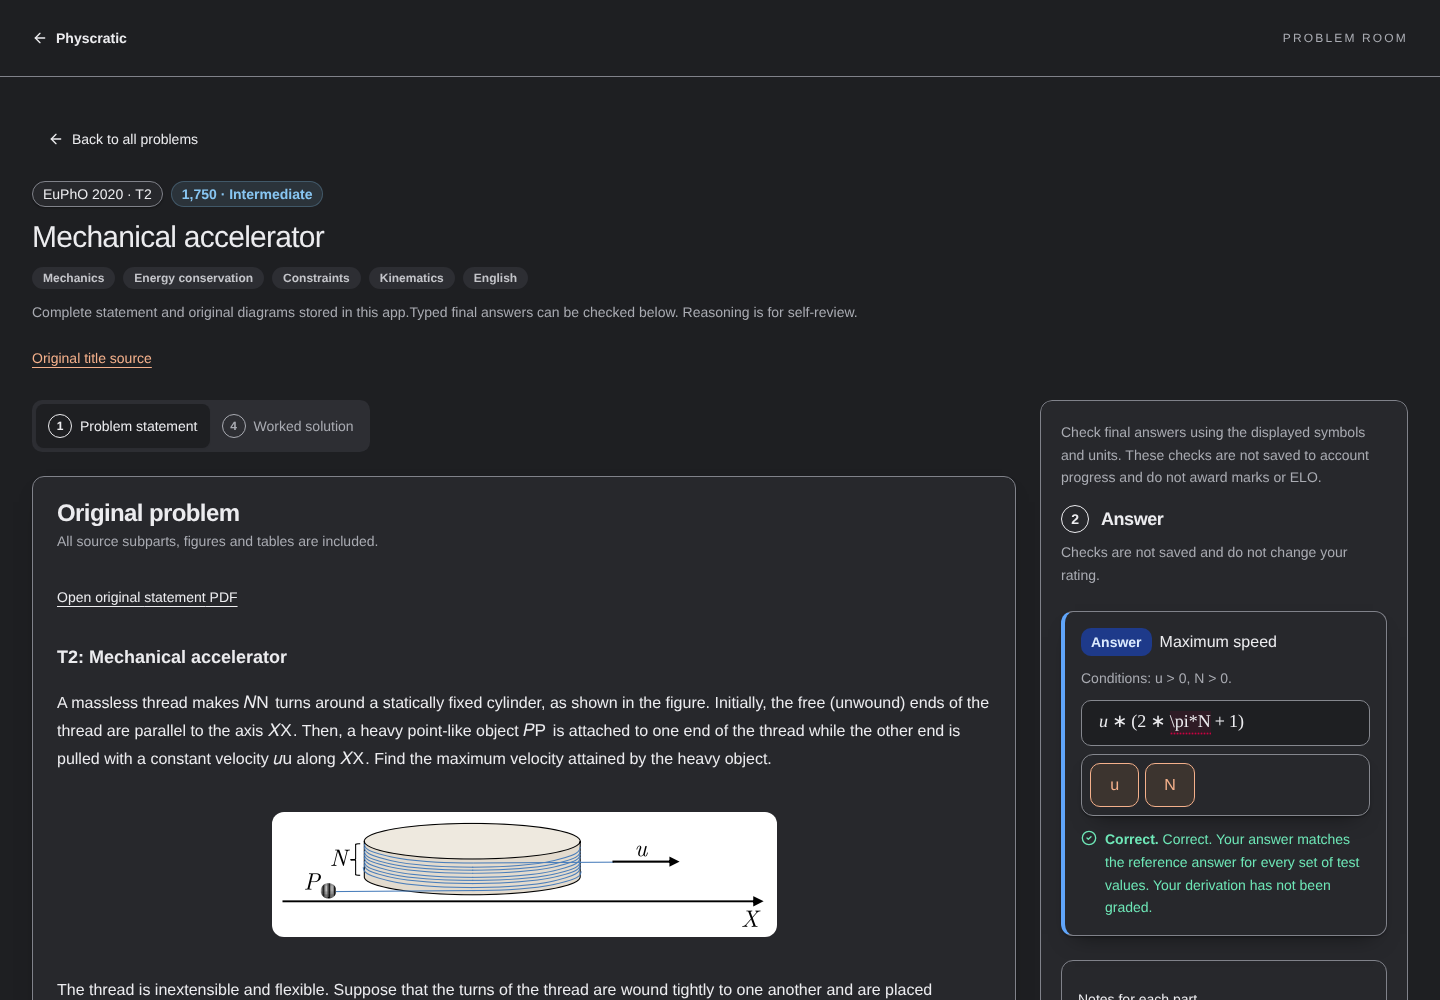 Physcratic
PROBLEM ROOM
Back to all problems
EuPhO 2020 · T2
1,750 · Intermediate
Mechanical accelerator
Mechanics
Energy conservation
Constraints
Kinematics
English
Complete statement and original diagrams stored in this app.Typed final answers can be checked below. Reasoning is for self-review.
Original title source
1 Problem statement
4 Worked solution
Original problem
All source subparts, figures and tables are included.
Open original statement PDF
T2: Mechanical accelerator
A massless thread makes NN turns around a statically fixed cylinder, as shown in the figure. Initially, the free (unwound) ends of the
thread are parallel to the axis XX. Then, a heavy point-like object PP is attached to one end of the thread while the other end is
pulled with a constant velocity uu along XX. Find the maximum velocity attained by the heavy object.
N
u
P
X
The thread is inextensible and flexible. Suppose that the turns of the thread are wound tightly to one another and are placed
Check final answers using the displayed symbols
and units. These checks are not saved to account
progress and do not award marks or ELO.
2 Answer
Checks are not saved and do not change your
rating.
Answer Maximum speed
Conditions: u > 0, N > 0.
u ∗ (2 ∗ \pi*N + 1)
u N
Correct. Correct. Your answer matches
the reference answer for every set of test
values. Your derivation has not been
graded.
Notes for each part